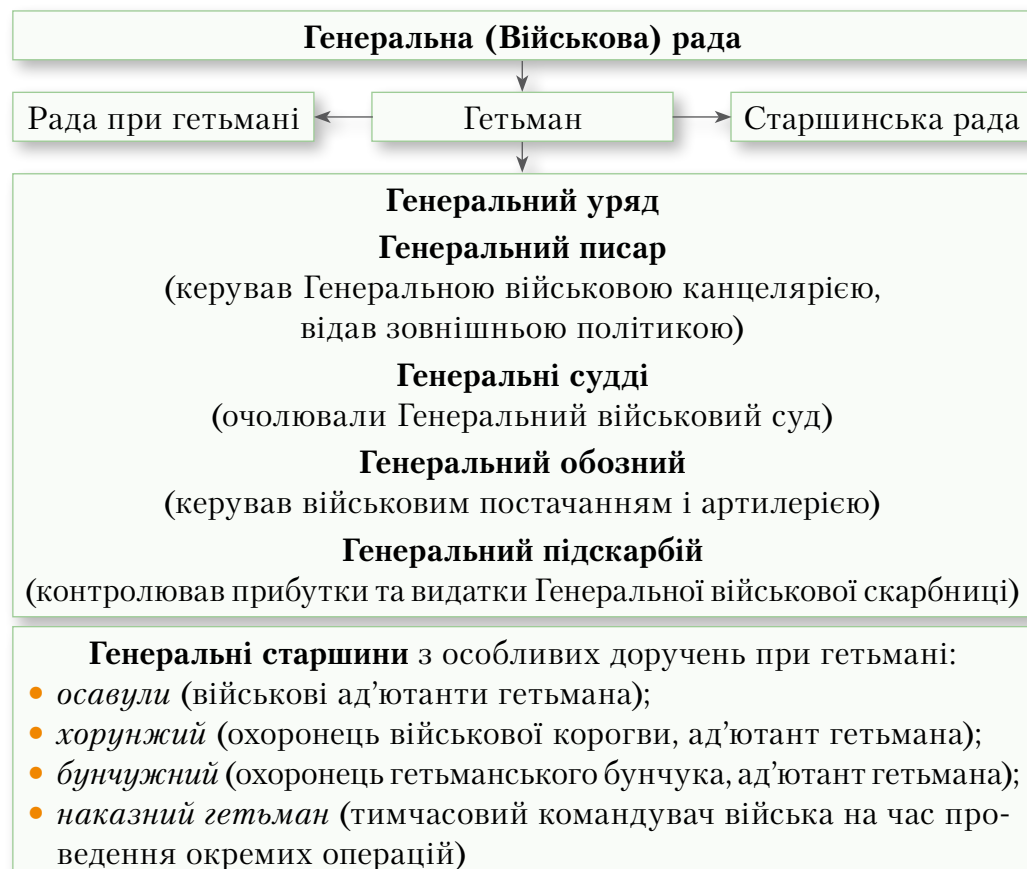 Генеральна (Військова) рада
Рада при гетьмані
Гетьман
Старшинська рада
Генеральний уряд
Генеральний писар
(керував Генеральною військовою канцелярією,
відав зовнішньою політикою)
Генеральні судді
(очолювали Генеральний військовий суд)
Генеральний обозний
(керував військовим постачанням і артилерією)
Генеральний підскарбій
(контролював прибутки та видатки Генеральної військової скарбниці)
Генеральні старшини з особливих доручень при гетьмані:
• осавули (військові ад’ютанти гетьмана);
• хорунжий (охоронець військової корогви, ад’ютант гетьмана);
• бунчужний (охоронець гетьманського бунчука, ад’ютант гетьмана);
• наказний гетьман (тимчасовий командувач війська на час про-
ведення окремих операцій)